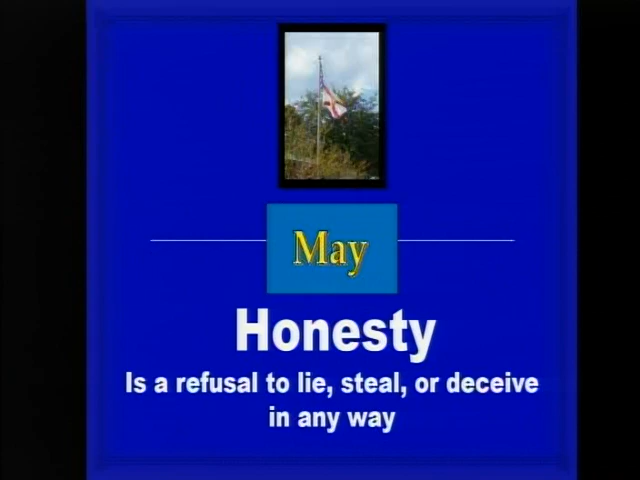 May
Honesty
Is a refusal to lie, steal, or deceive
in any way